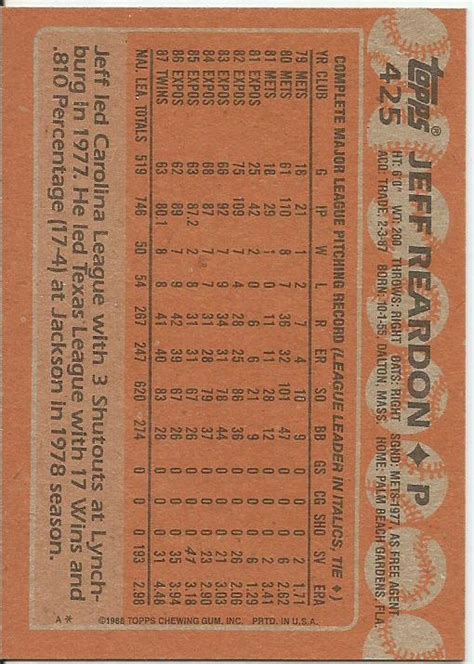 topps®
425
JEFF REARDON ♦ P
HT: 6'0" WT: 200 THROWS: RIGHT BATS: RIGHT SGND: METS-1977 AS FREE AGENT
ACQ: TRADE, 2-3-87 BORN: 10-1-55, DALTON, MASS. HOME: PALM BEACH GARDENS, FLA.
COMPLETE MAJOR LEAGUE PITCHING RECORD (LEAGUE LEADER IN ITALICS, TIE ♦)
YR CLUB G IP W L R ER SO BB GS CG SHO SV ERA
79 METS 18 21 1 2 7 4 10 9 0 0 0 2 1.71
80 METS 61 110 8 7 36 32 101 47 0 0 0 6 2.62
81 METS 18 29 1 0 11 11 28 12 0 0 0 2 3.41
81 EXPOS 25 42 2 0 6 6 21 9 0 0 0 6 1.29
82 EXPOS 75 109 7 4 28 25 86 36 0 0 0 26 2.06
83 EXPOS 66 92 7 9 34 31 78 44 0 0 0 21 3.03
84 EXPOS 68 87 7 7 31 28 79 37 0 0 0 23 2.90
85 EXPOS 63 87.2 2 8 31 31 67 26 0 0 0 41 3.18
86 EXPOS 62 89 7 9 42 39 67 26 0 0 0 35 3.94
87 TWINS 63 80.1 8 8 41 40 83 28 0 0 0 31 4.48
MAJ. LEA. TOTALS 519 746 50 54 267 247 620 274 0 0 0 193 2.98
©1988 TOPPS CHEWING GUM, INC. PRTD. IN U.S.A.
Jeff led Carolina League with 3 Shutouts at Lynch-
burg in 1977. He led Texas League with 17 Wins and
.810 Percentage (17-4) at Jackson in 1978 season.
A*